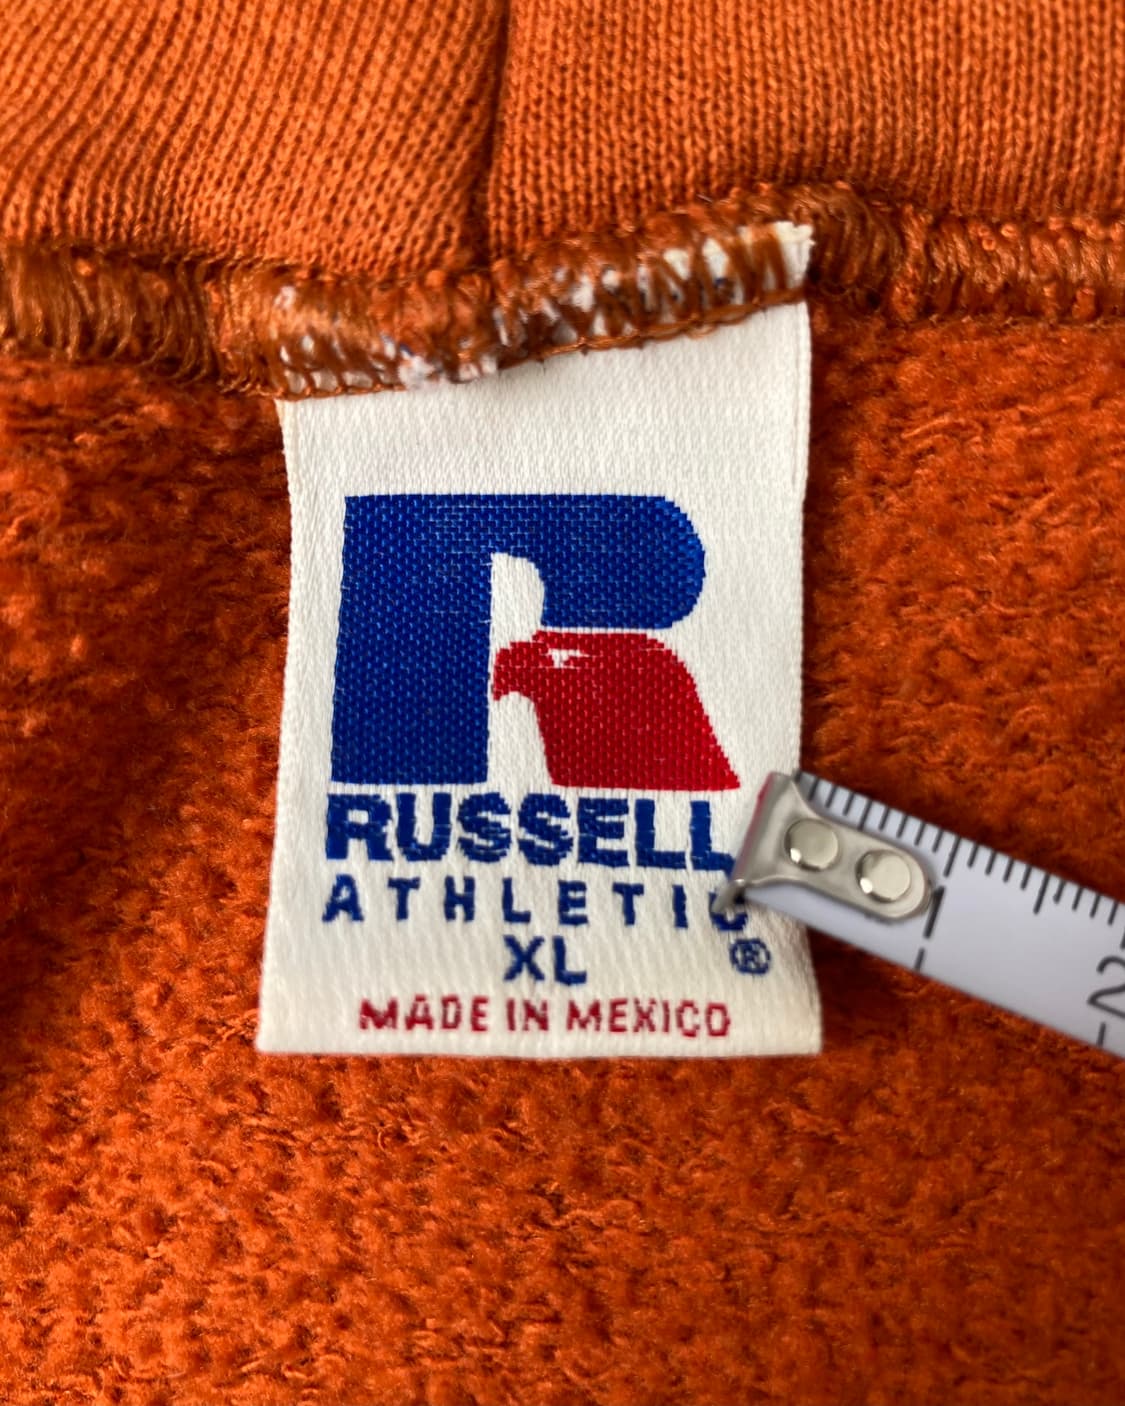 R
RUSSELL
ATHLETIC
XL ®
MADE IN MEXICO
1
2